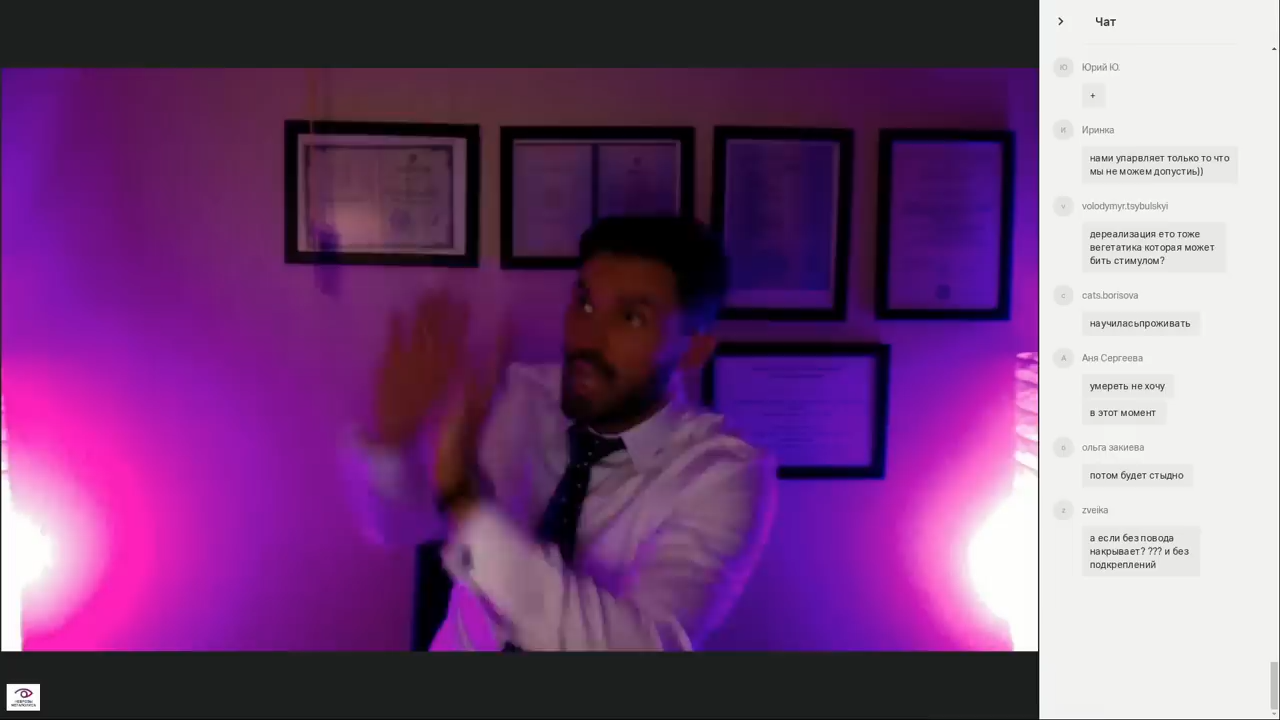 Чат
Ю
Юрий Ю.
+
И
Иринка
нами упарвляет только то что
мы не можем допустиь))
v
volodymyr.tsybulskyi
дереализация ето тоже
вегетатика которая может
бить стимулом?
c
cats.borisova
научиласьпроживать
А
Аня Сергеева
умереть не хочу
в этот момент
ольга закиева
потом будет стыдно
z
zveika
а если без повода
накрывает? ??? и без
подкреплений